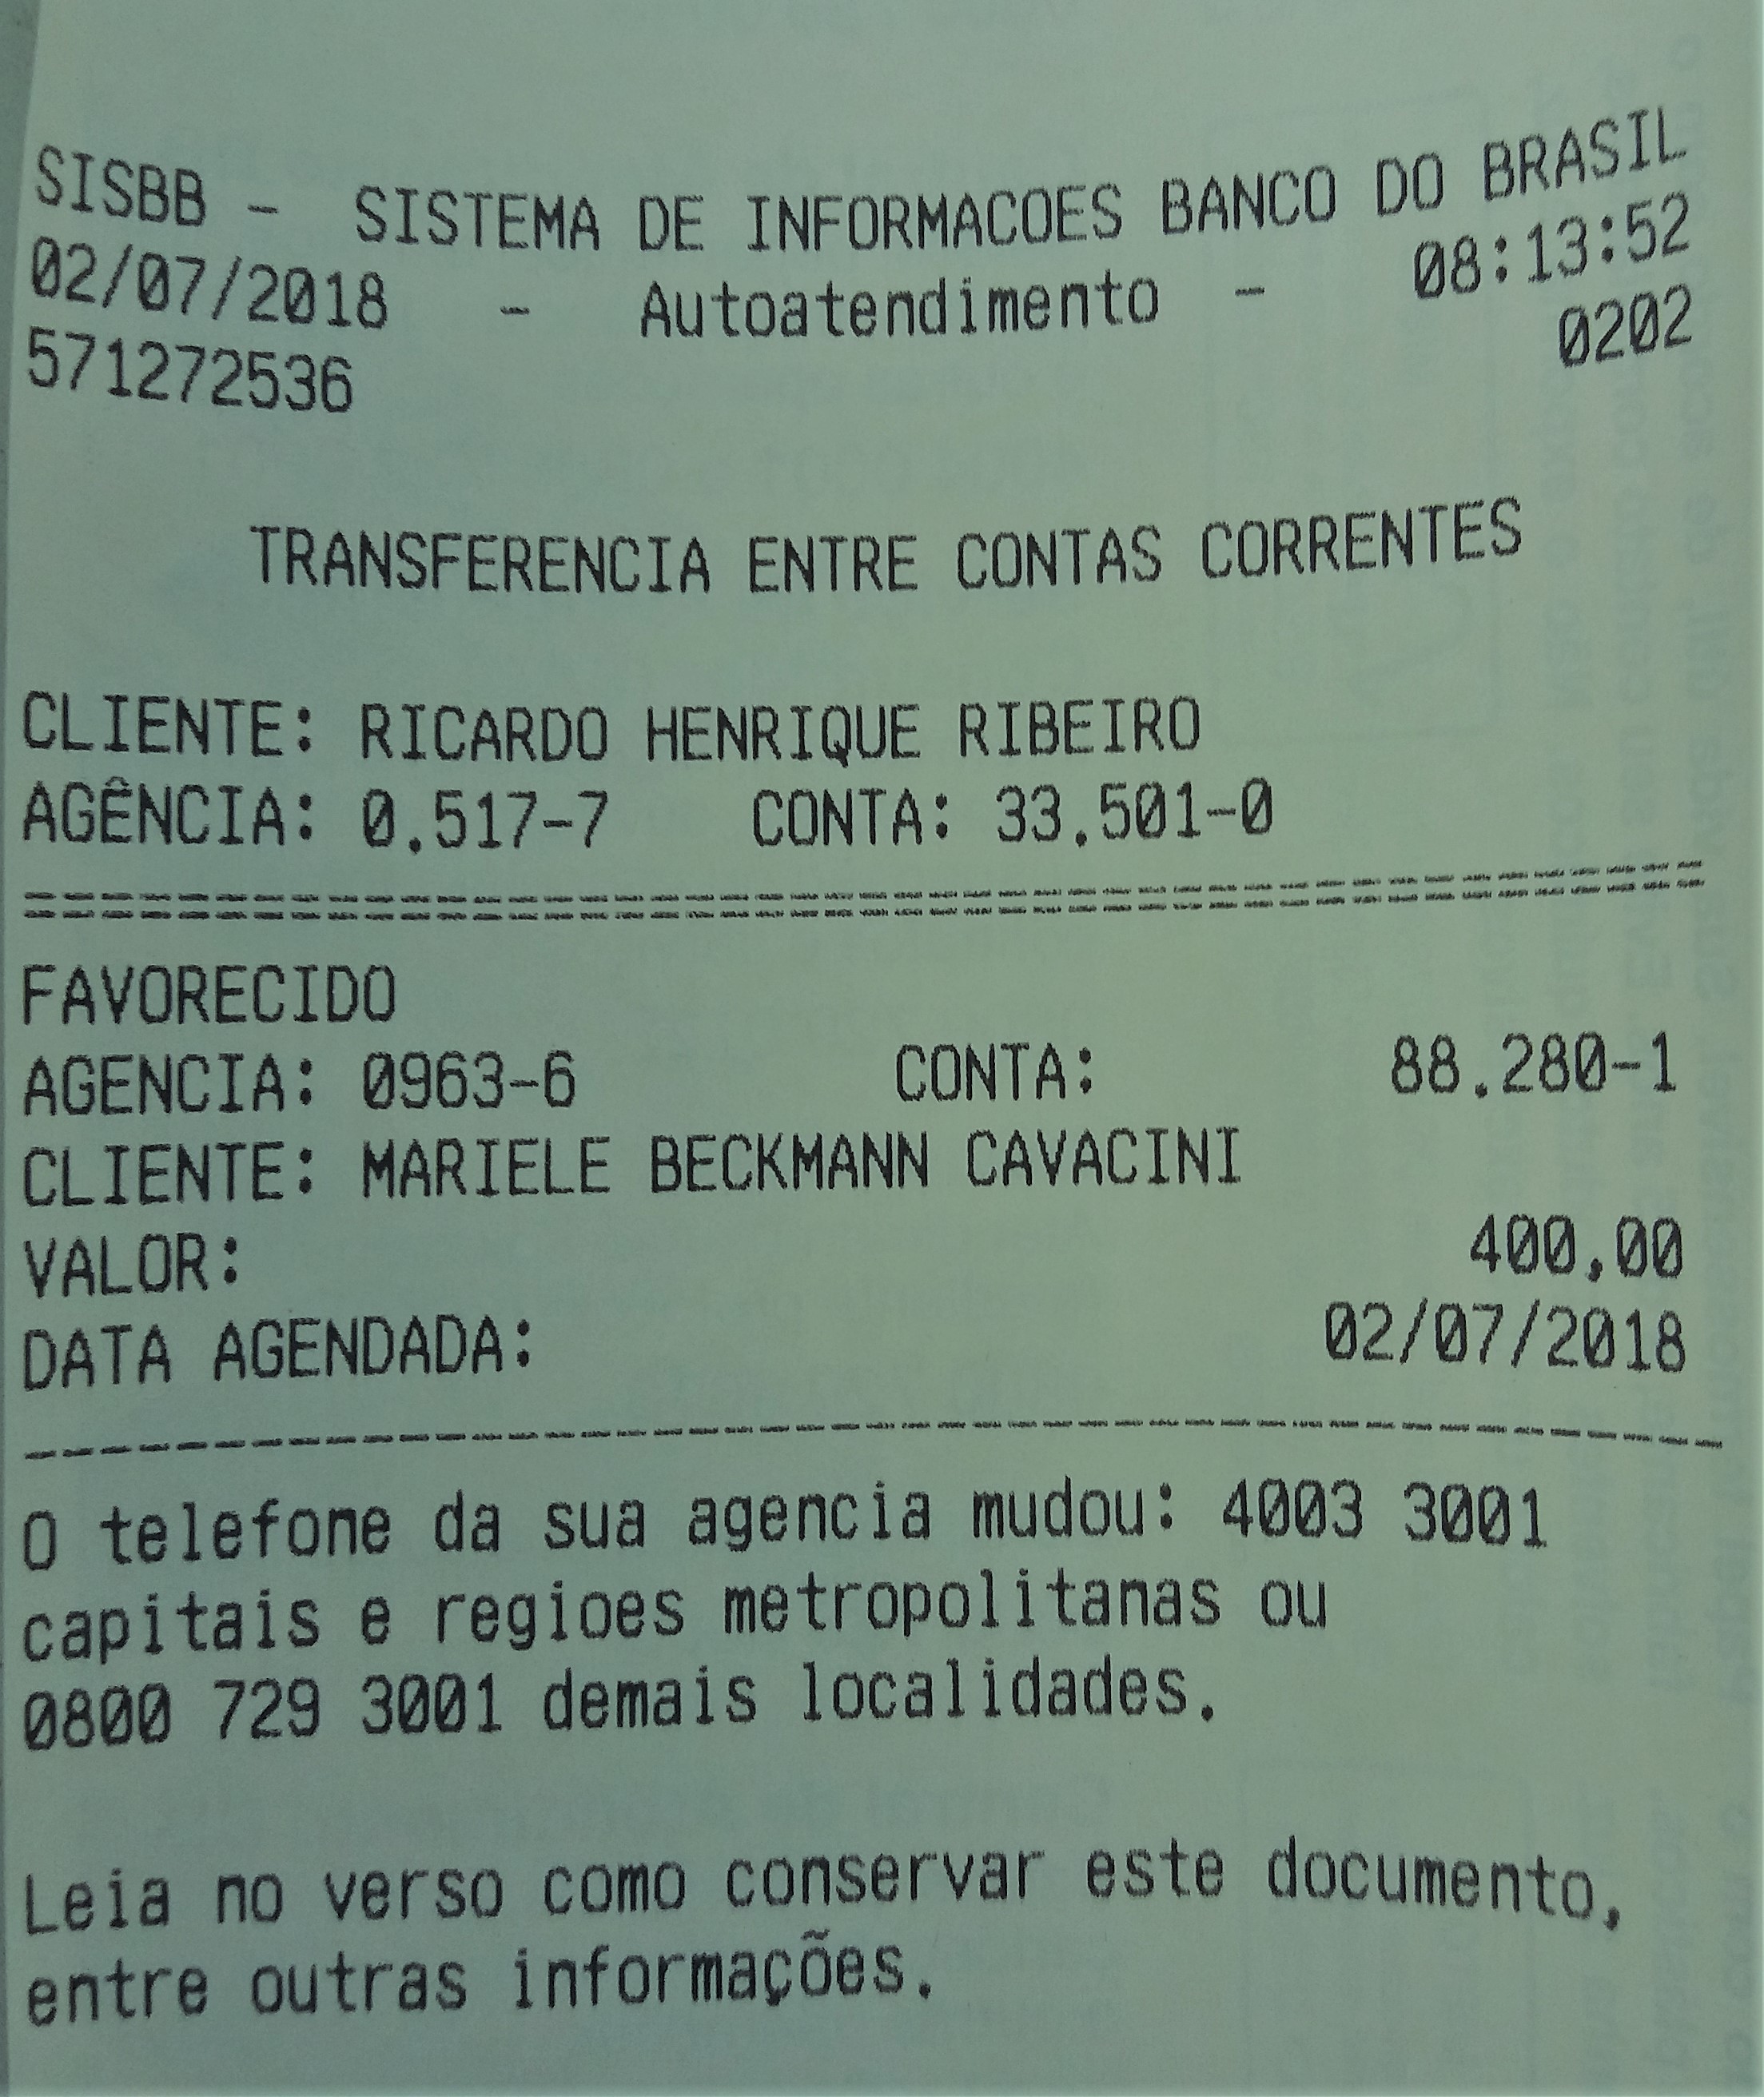 SISBB - SISTEMA DE INFORMACOES BANCO DO BRASIL
02/07/2018 - Autoatendimento - 08:13:52
571272536 0202
TRANSFERENCIA ENTRE CONTAS CORRENTES
CLIENTE: RICARDO HENRIQUE RIBEIRO
AGÊNCIA: 0.517-7 CONTA: 33.501-0
FAVORECIDO
AGENCIA: 0963-6 CONTA: 88.280-1
CLIENTE: MARIELE BECKMANN CAVACINI
VALOR: 400,00
DATA AGENDADA: 02/07/2018
O telefone da sua agencia mudou: 4003 3001
capitais e regioes metropolitanas ou
0800 729 3001 demais localidades.
Leia no verso como conservar este documento,
entre outras informações.